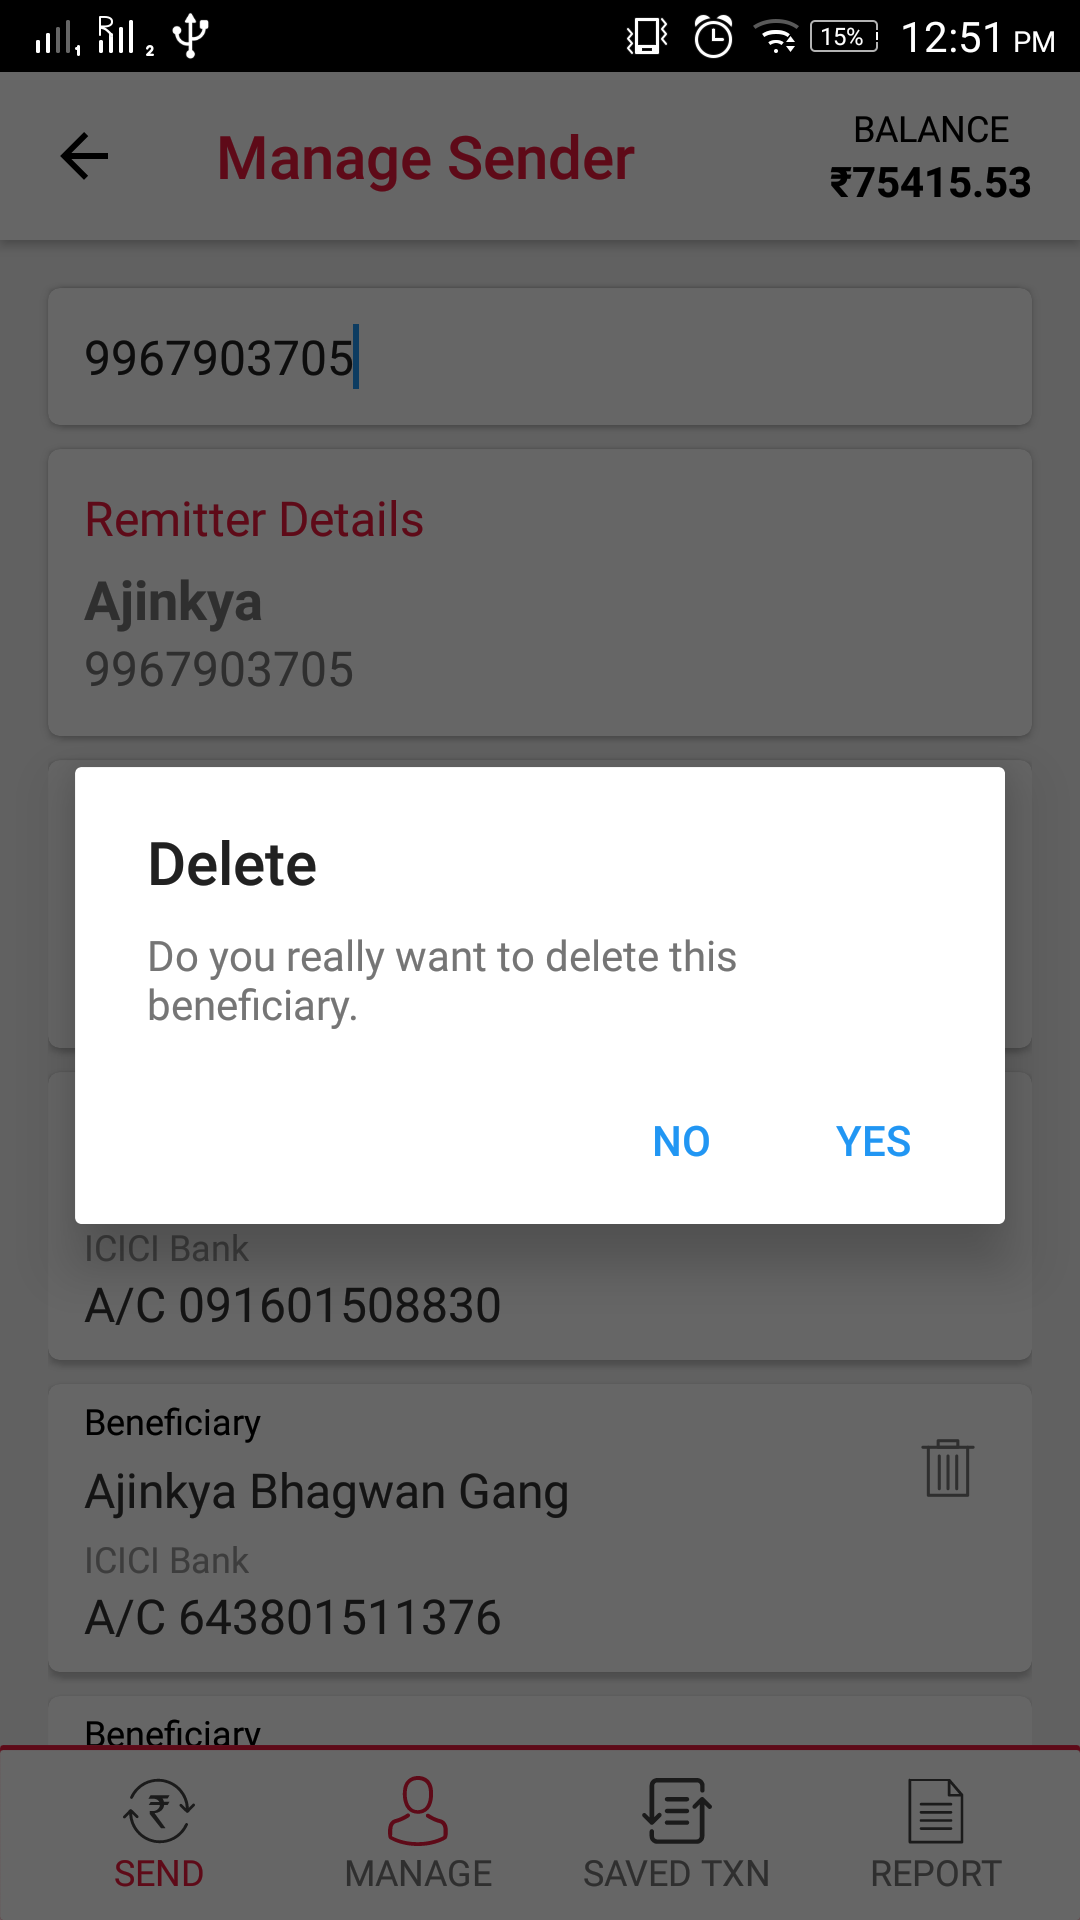 1 2 15% 12:51 PM
Manage Sender
BALANCE
₹75415.53
9967903705
Remitter Details
Ajinkya
9967903705
Delete
Do you really want to delete this
beneficiary.
NO YES
ICICI Bank
A/C 091601508830
Beneficiary
Ajinkya Bhagwan Gang
ICICI Bank
A/C 643801511376
Beneficiary
SEND MANAGE SAVED TXN REPORT